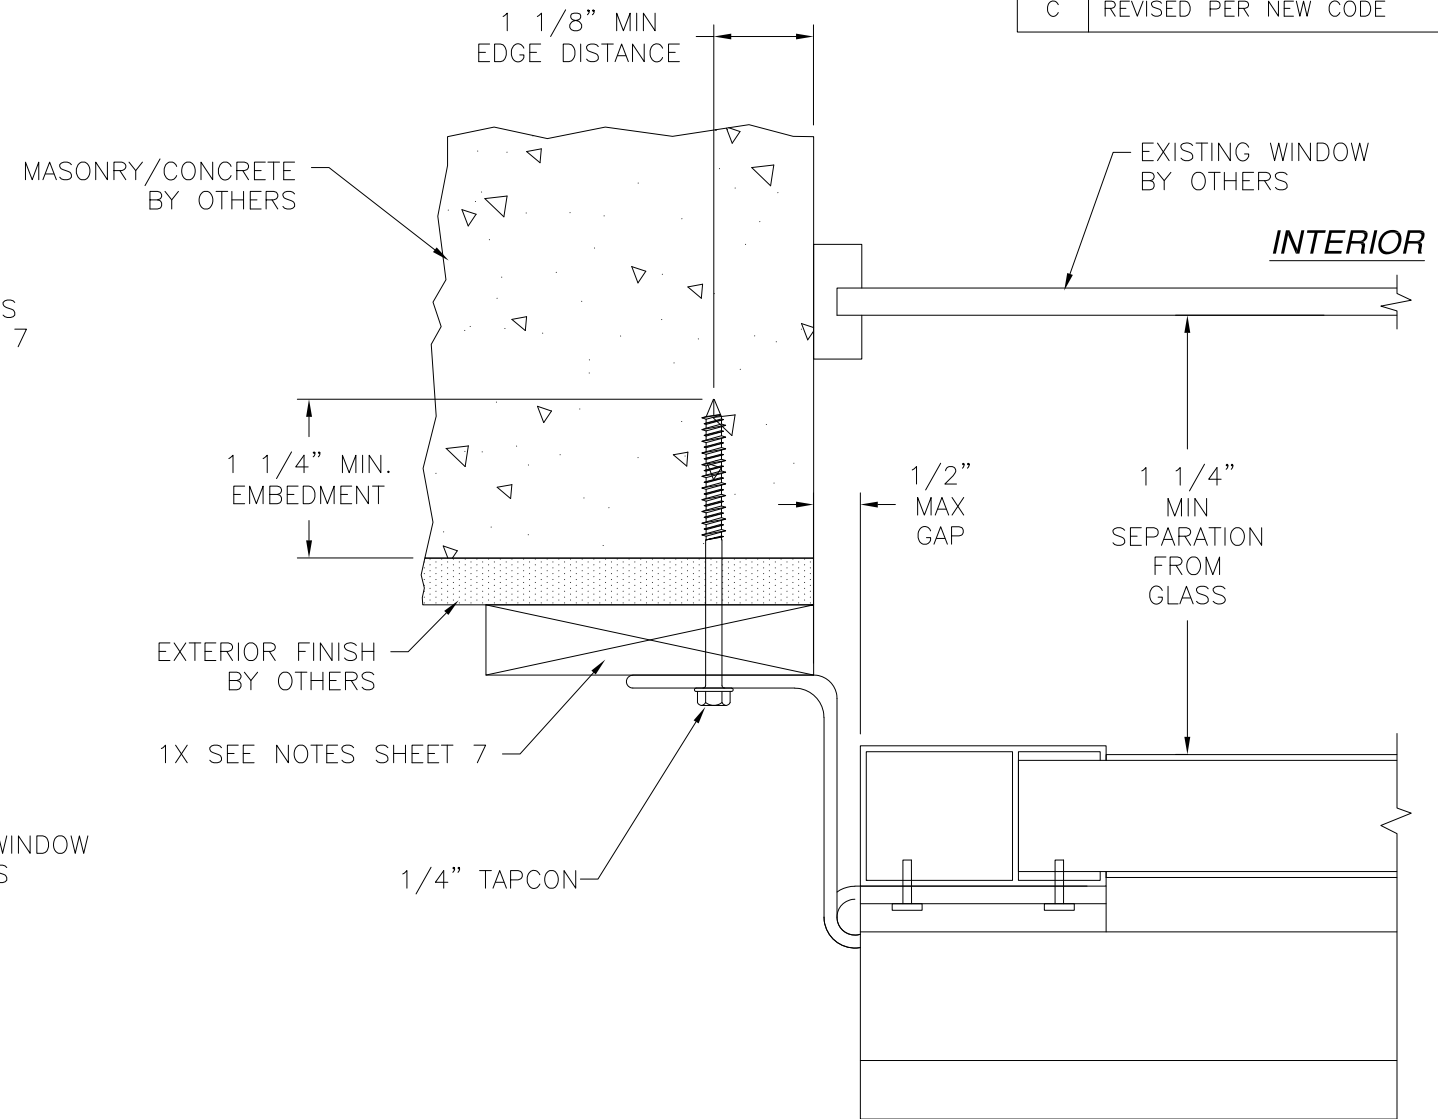 1 1/8" MIN
EDGE DISTANCE
C REVISED PER NEW CODE
MASONRY/CONCRETE
BY OTHERS
EXISTING WINDOW
BY OTHERS
INTERIOR
S
7
1 1/4" MIN.
EMBEDMENT
1/2"
MAX
GAP
1 1/4"
MIN
SEPARATION
FROM
GLASS
EXTERIOR FINISH
BY OTHERS
1X SEE NOTES SHEET 7
WINDOW
S
1/4" TAPCON